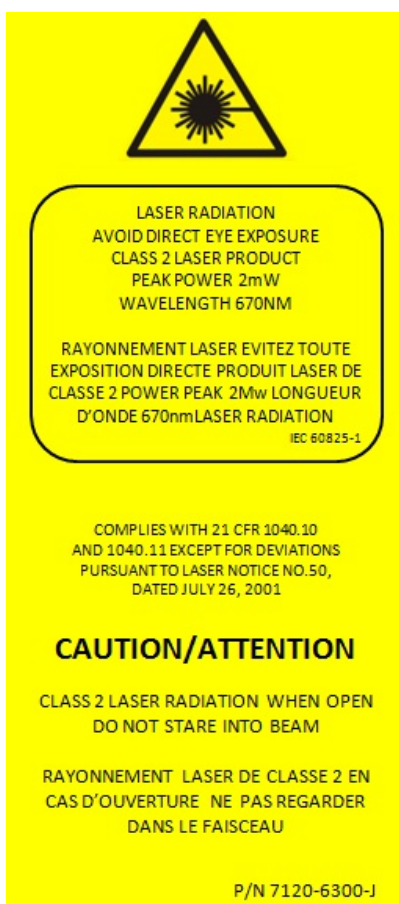 LASER RADIATION
AVOID DIRECT EYE EXPOSURE
CLASS 2 LASER PRODUCT
PEAK POWER 2mW
WAVELENGTH 670NM
RAYONNEMENT LASER EVITEZ TOUTE
EXPOSITION DIRECTE PRODUIT LASER DE
CLASSE 2 POWER PEAK 2Mw LONGUEUR
D'ONDE 670nmLASER RADIATION
IEC 60825-1
COMPLIES WITH 21 CFR 1040.10
AND 1040.11 EXCEPT FOR DEVIATIONS
PURSUANT TO LASER NOTICE NO.50,
DATED JULY 26, 2001
CAUTION/ATTENTION
CLASS 2 LASER RADIATION WHEN OPEN
DO NOT STARE INTO BEAM
RAYONNEMENT LASER DE CLASSE 2 EN
CAS D'OUVERTURE NE PAS REGARDER
DANS LE FAISCEAU
P/N 7120-6300-J